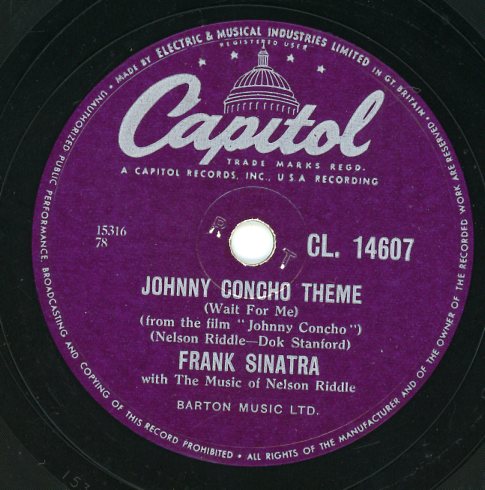 MADE BY ELECTRIC & MUSICAL INDUSTRIES LIMITED IN GT. BRITAIN · ALL RIGHTS OF THE MANUFACTURER AND OF THE OWNER OF THE RECORDED WORK ARE RESERVED
UNAUTHORIZED PUBLIC PERFORMANCE, BROADCASTING AND COPYING OF THIS RECORD PROHIBITED
REGISTERED USER
Capitol
TRADE MARKS REGD.
A CAPITOL RECORDS, INC., U S A RECORDING
15316
78
R
T
CL. 14607
JOHNNY CONCHO THEME
(Wait For Me)
(from the film "Johnny Concho")
(Nelson Riddle—Dok Stanford)
FRANK SINATRA
with The Music of Nelson Riddle
BARTON MUSIC LTD.